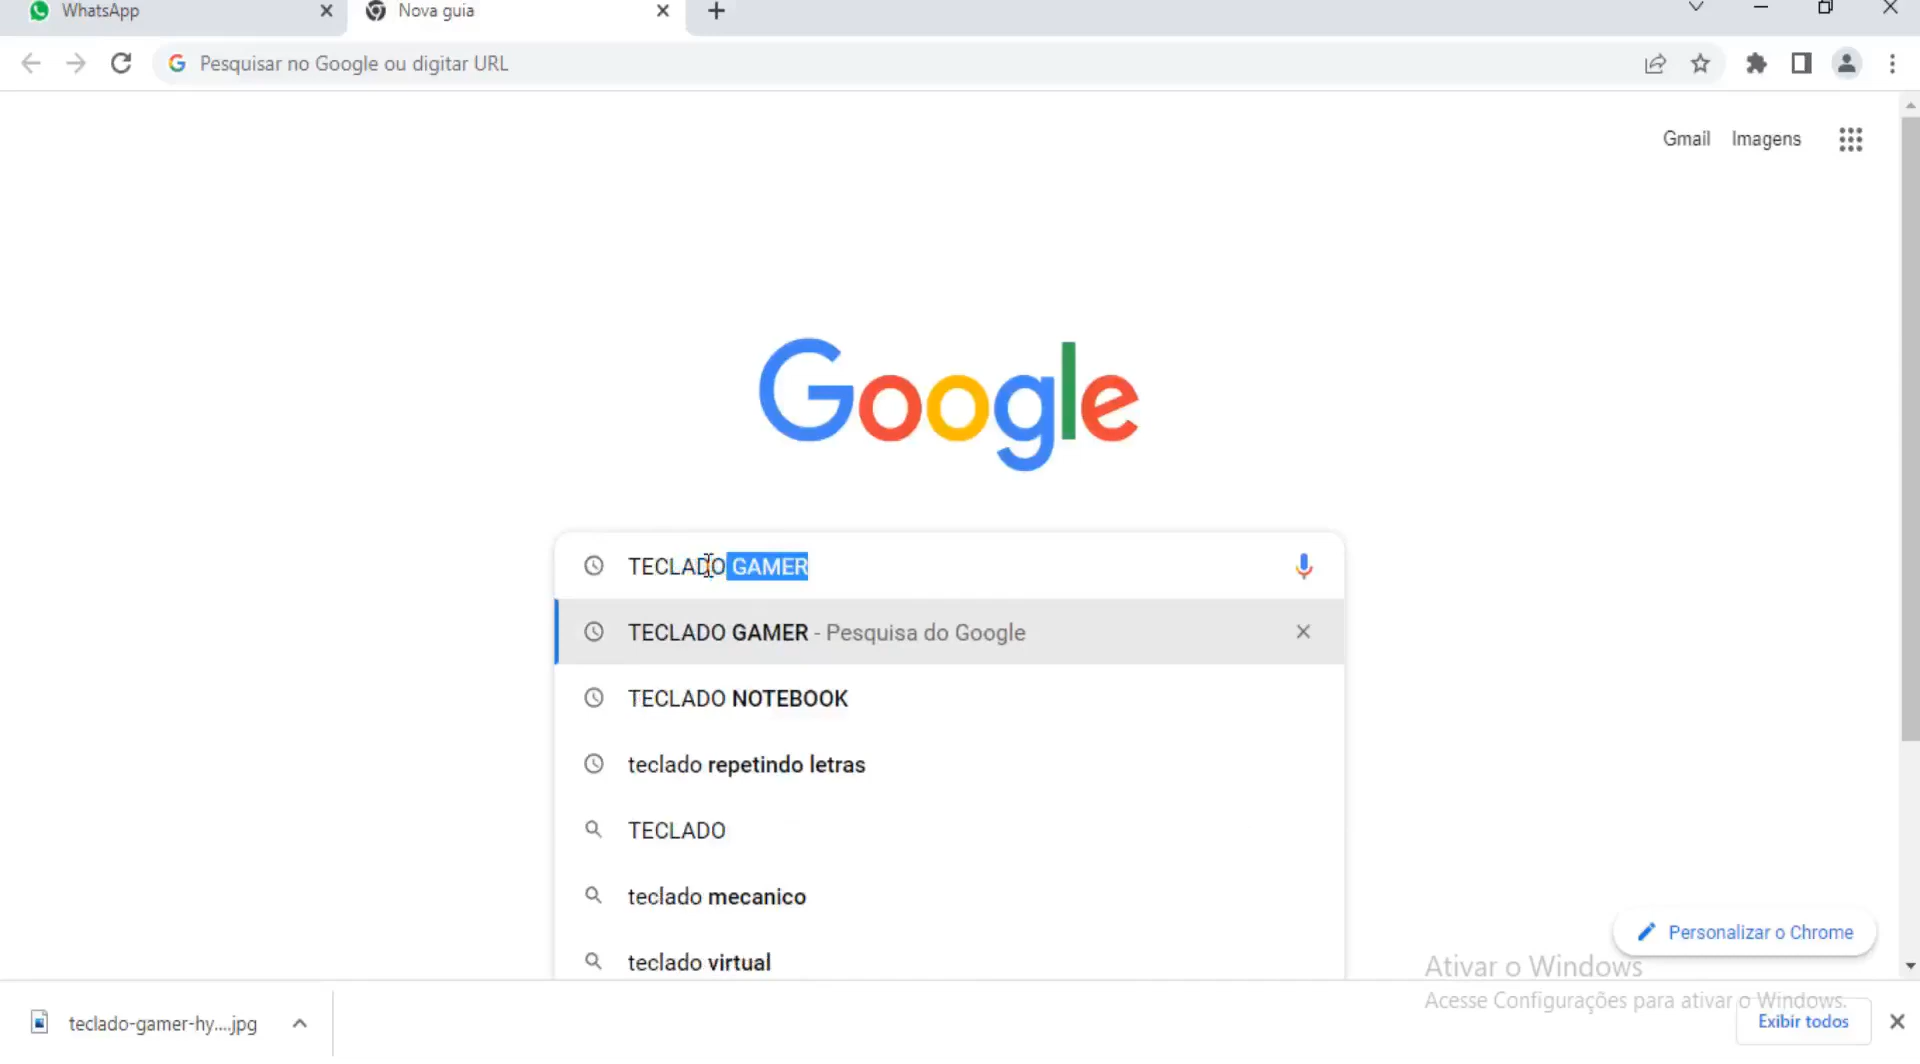 WhatsApp
Nova guia
Pesquisar no Google ou digitar URL
Gmail Imagens
Google
TECLADO GAMER
TECLADO GAMER - Pesquisa do Google
TECLADO NOTEBOOK
teclado repetindo letras
TECLADO
teclado mecanico
teclado virtual
Personalizar o Chrome
Ativar o Windows
Acesse Configurações para ativar o Windows.
teclado-gamer-hy....jpg
Exibir todos